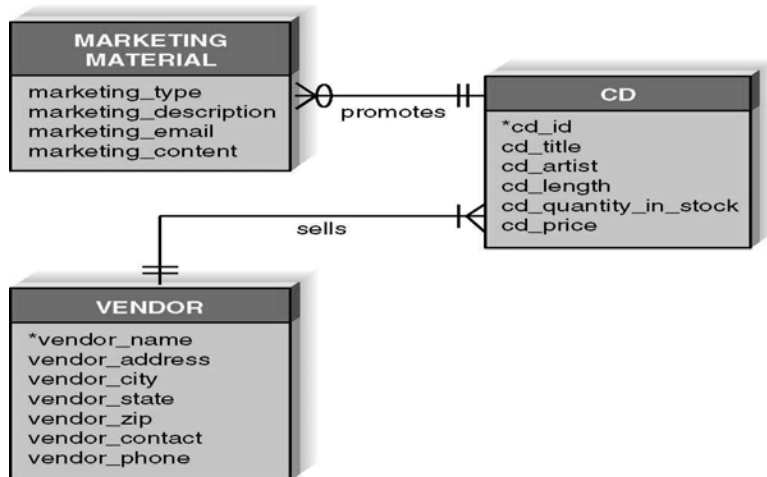 MARKETING
MATERIAL
marketing_type
marketing_description
marketing_email
marketing_content
promotes
CD
*cd_id
cd_title
cd_artist
cd_length
cd_quantity_in_stock
cd_price
sells
VENDOR
*vendor_name
vendor_address
vendor_city
vendor_state
vendor_zip
vendor_contact
vendor_phone